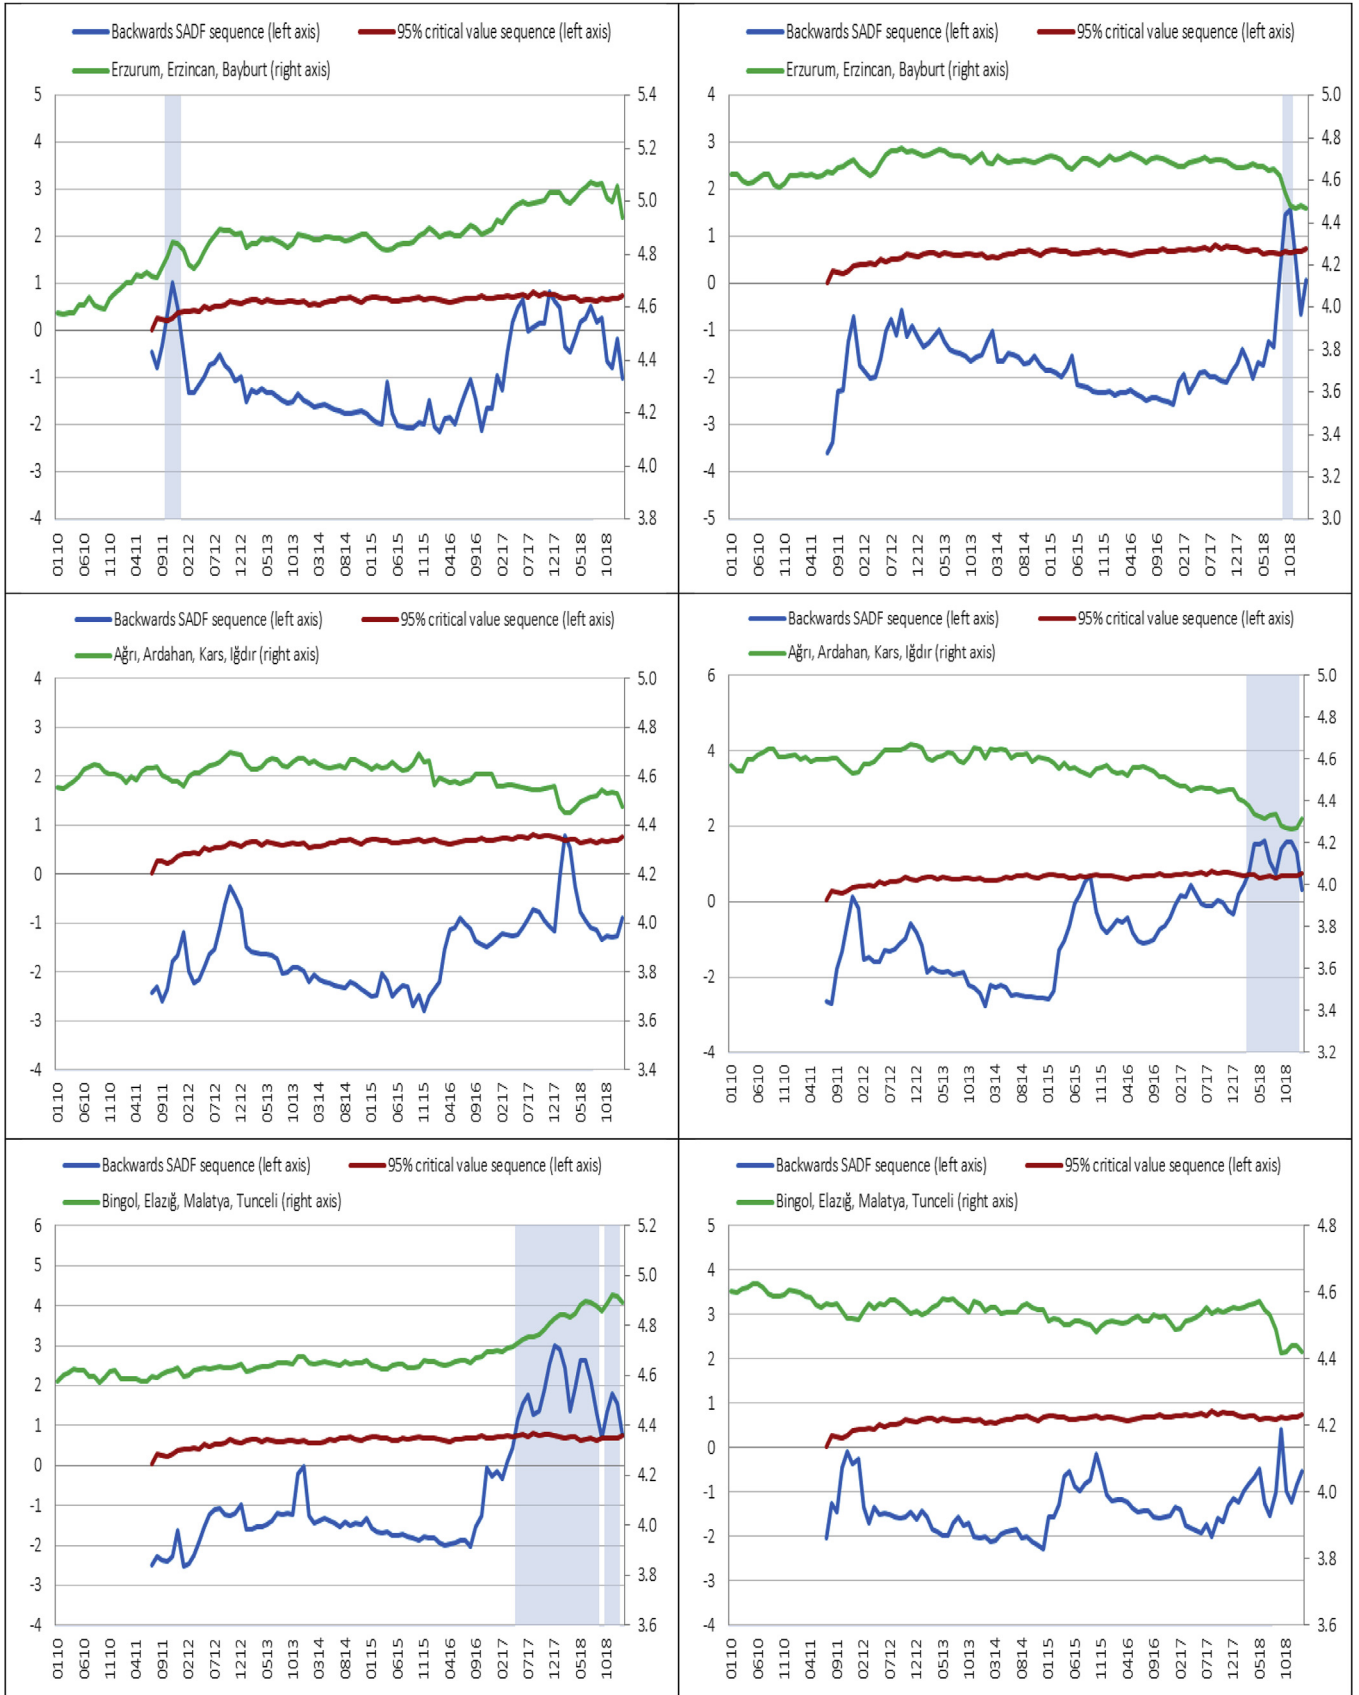 Backwards SADF sequence (left axis) 95% critical value sequence (left axis)
Erzurum, Erzincan, Bayburt (right axis)
5 4 3 2 1 0 -1 -2 -3 -4
5.4 5.2 5.0 4.8 4.6 4.4 4.2 4.0 3.8
0110 0610 1110 0411 0911 0212 0712 1212 0513 1013 0314 0814 0115 0615 1115 0416 0916 0217 0717 1217 0518 1018
Backwards SADF sequence (left axis) 95% critical value sequence (left axis)
Erzurum, Erzincan, Bayburt (right axis)
4 3 2 1 0 -1 -2 -3 -4 -5
5.0 4.8 4.6 4.4 4.2 4.0 3.8 3.6 3.4 3.2 3.0
0110 0610 1110 0411 0911 0212 0712 1212 0513 1013 0314 0814 0115 0615 1115 0416 0916 0217 0717 1217 0518 1018
Backwards SADF sequence (left axis) 95% critical value sequence (left axis)
Ağrı, Ardahan, Kars, Iğdır (right axis)
4 3 2 1 0 -1 -2 -3 -4
5.0 4.8 4.6 4.4 4.2 4.0 3.8 3.6 3.4
0110 0610 1110 0411 0911 0212 0712 1212 0513 1013 0314 0814 0115 0615 1115 0416 0916 0217 0717 1217 0518 1018
Backwards SADF sequence (left axis) 95% critical value sequence (left axis)
Ağrı, Ardahan, Kars, Iğdır (right axis)
6 4 2 0 -2 -4
5.0 4.8 4.6 4.4 4.2 4.0 3.8 3.6 3.4 3.2
0110 0610 1110 0411 0911 0212 0712 1212 0513 1013 0314 0814 0115 0615 1115 0416 0916 0217 0717 1217 0518 1018
Backwards SADF sequence (left axis) 95% critical value sequence (left axis)
Bingol, Elazığ, Malatya, Tunceli (right axis)
6 5 4 3 2 1 0 -1 -2 -3 -4
5.2 5.0 4.8 4.6 4.4 4.2 4.0 3.8 3.6
0110 0610 1110 0411 0911 0212 0712 1212 0513 1013 0314 0814 0115 0615 1115 0416 0916 0217 0717 1217 0518 1018
Backwards SADF sequence (left axis) 95% critical value sequence (left axis)
Bingol, Elazığ, Malatya, Tunceli (right axis)
5 4 3 2 1 0 -1 -2 -3 -4
4.8 4.6 4.4 4.2 4.0 3.8 3.6
0110 0610 1110 0411 0911 0212 0712 1212 0513 1013 0314 0814 0115 0615 1115 0416 0916 0217 0717 1217 0518 1018